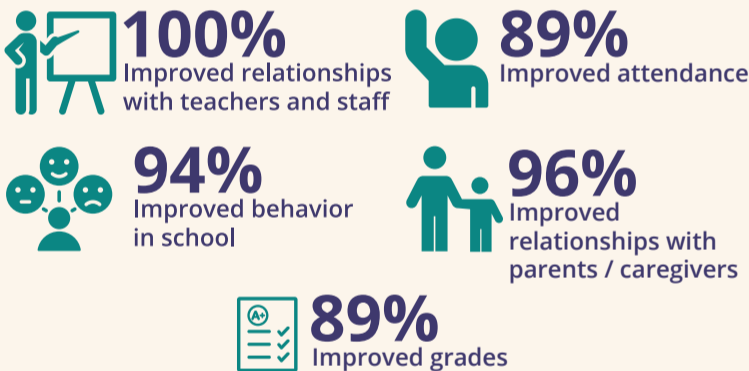 100%
Improved relationships
with teachers and staff
89%
Improved attendance
94%
Improved behavior
in school
96%
Improved
relationships with
parents / caregivers
A+
89%
Improved grades